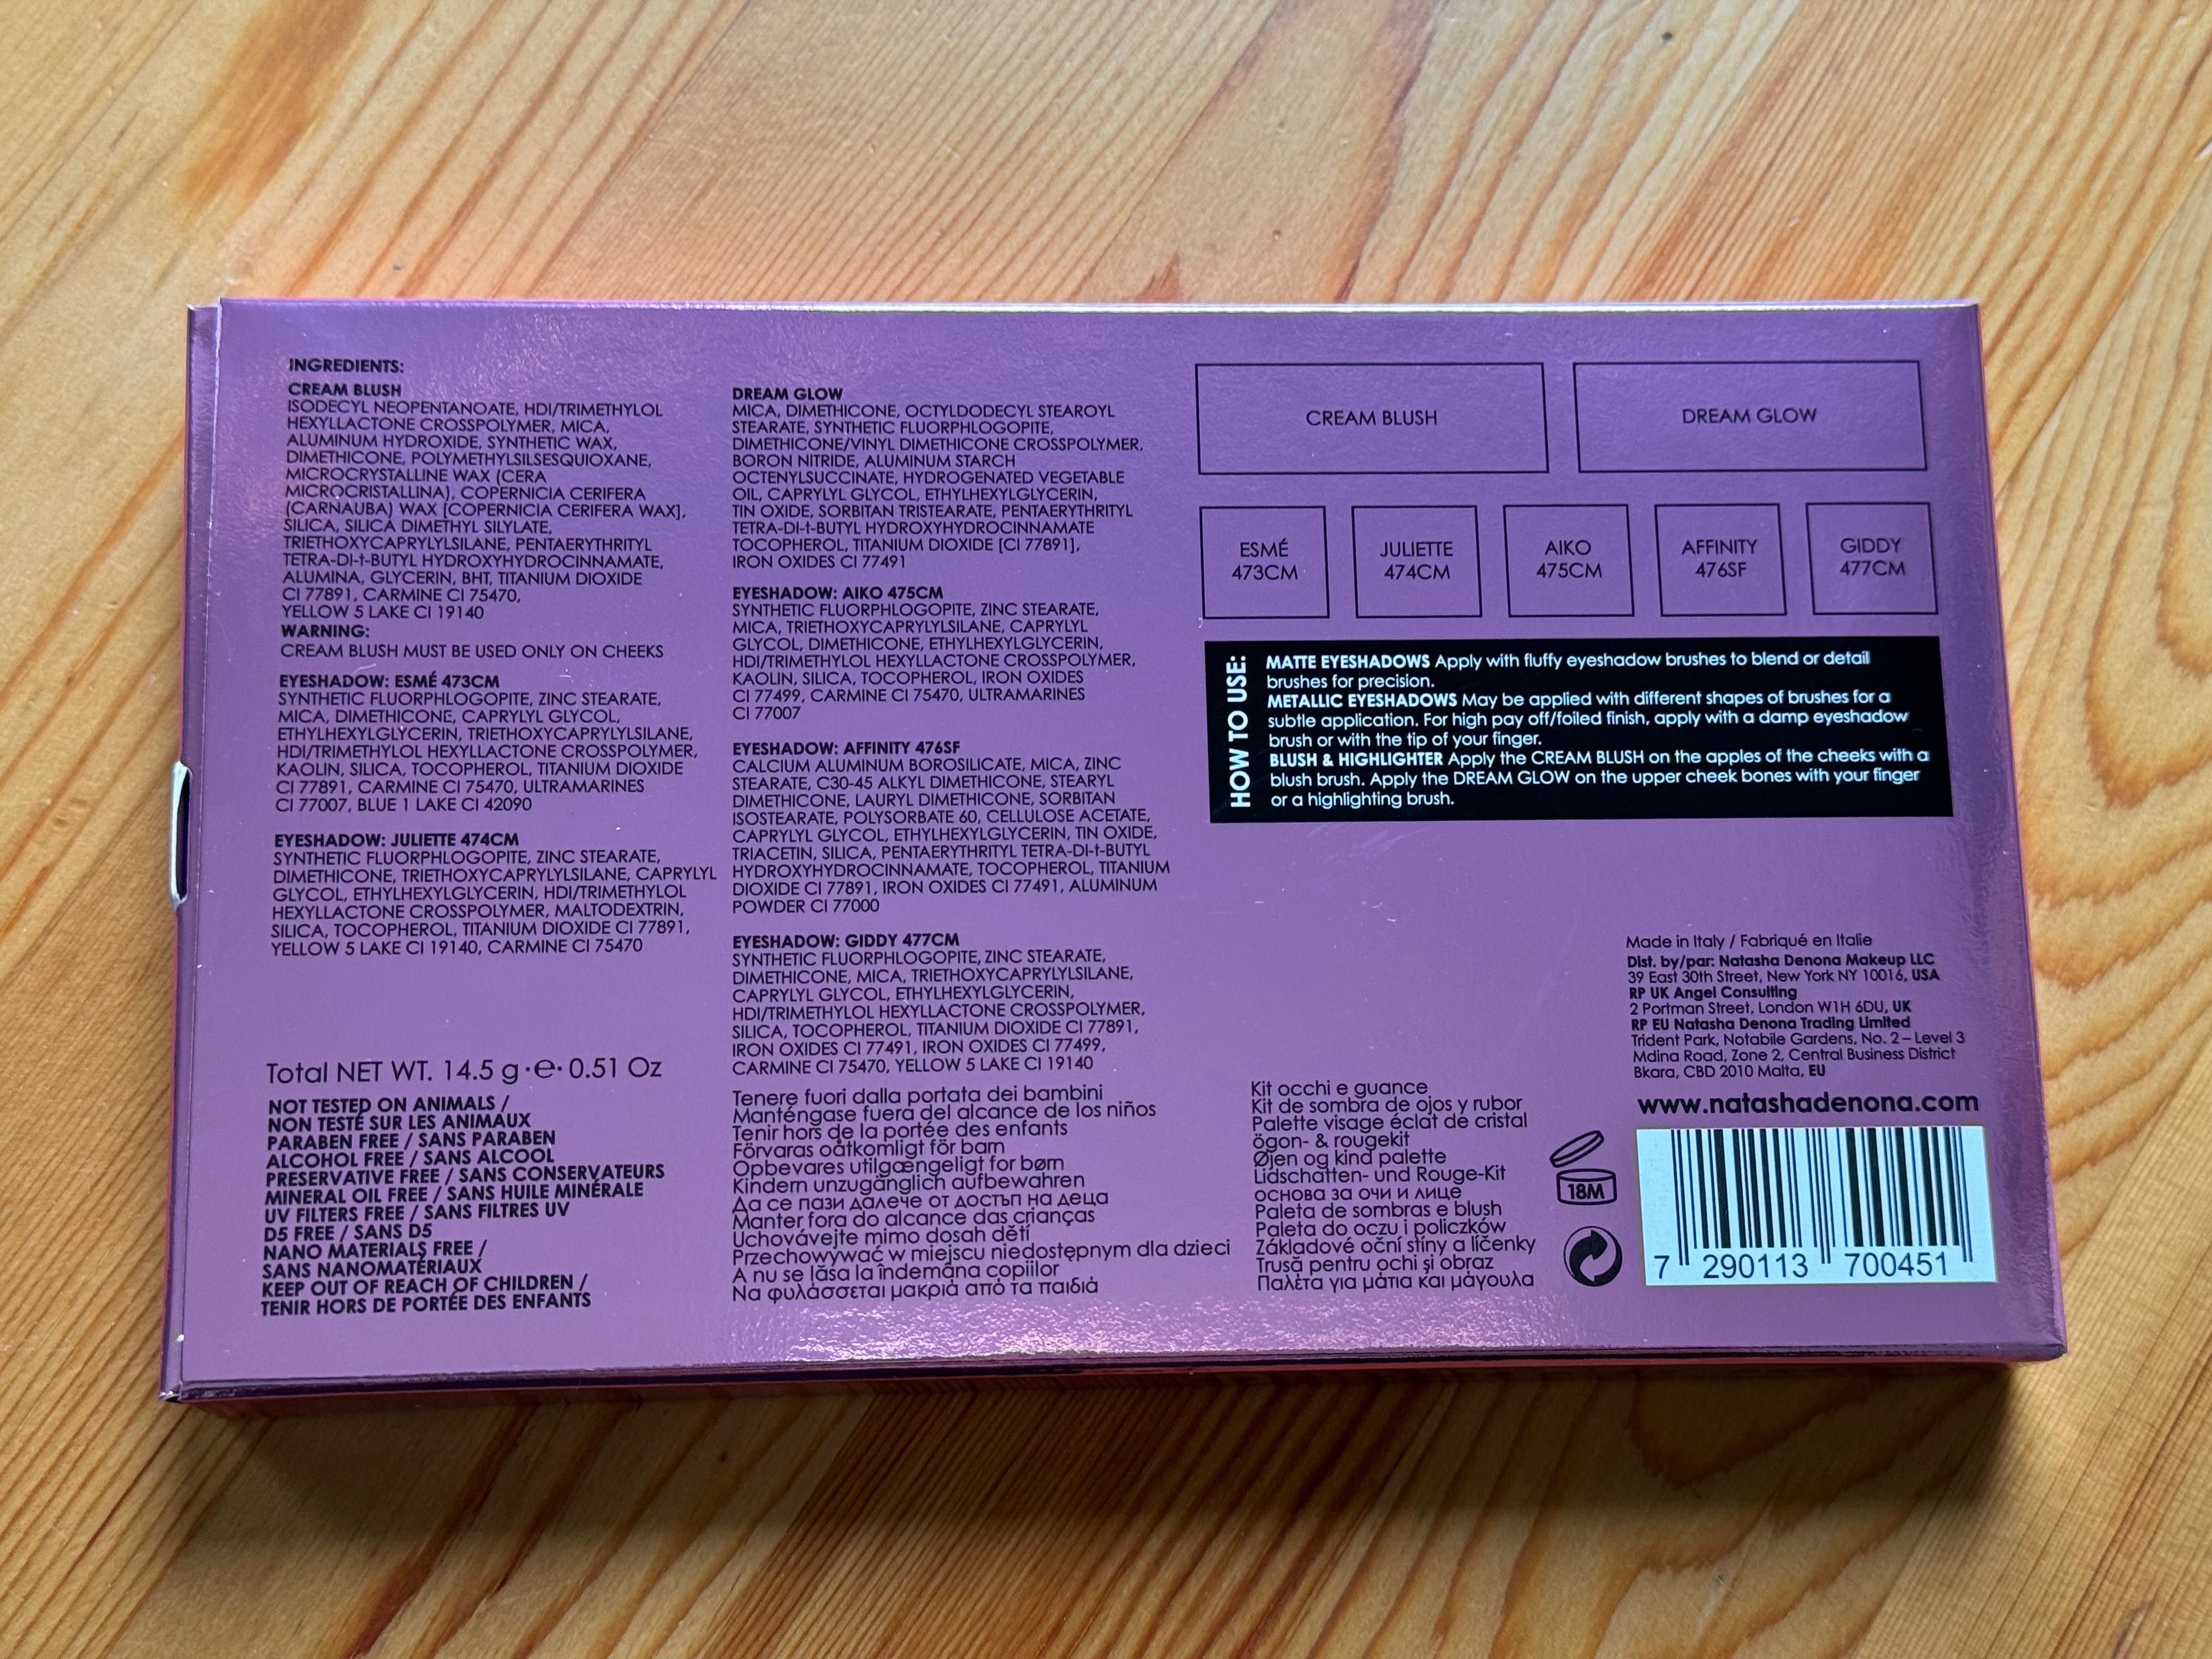 INGREDIENTS:
CREAM BLUSH
ISODECYL NEOPENTANOATE, HDI/TRIMETHYLOL
HEXYLLACTONE CROSSPOLYMER, MICA,
ALUMINUM HYDROXIDE, SYNTHETIC WAX,
DIMETHICONE, POLYMETHYLSILSESQUIOXANE,
MICROCRYSTALLINE WAX (CERA
MICROCRISTALLINA), COPERNICIA CERIFERA
(CARNAUBA) WAX [COPERNICIA CERIFERA WAX],
SILICA, SILICA DIMETHYL SILYLATE,
TRIETHOXYCAPRYLYLSILANE, PENTAERYTHRITYL
TETRA-DI-t-BUTYL HYDROXYHYDROCINNAMATE,
ALUMINA, GLYCERIN, BHT, TITANIUM DIOXIDE
CI 77891, CARMINE CI 75470,
YELLOW 5 LAKE CI 19140
WARNING:
CREAM BLUSH MUST BE USED ONLY ON CHEEKS
EYESHADOW: ESMÉ 473CM
SYNTHETIC FLUORPHLOGOPITE, ZINC STEARATE,
MICA, DIMETHICONE, CAPRYLYL GLYCOL,
ETHYLHEXYLGLYCERIN, TRIETHOXYCAPRYLYLSILANE,
HDI/TRIMETHYLOL HEXYLLACTONE CROSSPOLYMER,
KAOLIN, SILICA, TOCOPHEROL, TITANIUM DIOXIDE
CI 77891, CARMINE CI 75470, ULTRAMARINES
CI 77007, BLUE 1 LAKE CI 42090
EYESHADOW: JULIETTE 474CM
SYNTHETIC FLUORPHLOGOPITE, ZINC STEARATE,
DIMETHICONE, TRIETHOXYCAPRYLYLSILANE, CAPRYLYL
GLYCOL, ETHYLHEXYLGLYCERIN, HDI/TRIMETHYLOL
HEXYLLACTONE CROSSPOLYMER, MALTODEXTRIN,
SILICA, TOCOPHEROL, TITANIUM DIOXIDE CI 77891,
YELLOW 5 LAKE CI 19140, CARMINE CI 75470
Total NET WT. 14.5 g·℮·0.51 Oz
NOT TESTED ON ANIMALS /
NON TESTÉ SUR LES ANIMAUX
PARABEN FREE / SANS PARABEN
ALCOHOL FREE / SANS ALCOOL
PRESERVATIVE FREE / SANS CONSERVATEURS
MINERAL OIL FREE / SANS HUILE MINÉRALE
UV FILTERS FREE / SANS FILTRES UV
D5 FREE / SANS D5
NANO MATERIALS FREE /
SANS NANOMATÉRIAUX
KEEP OUT OF REACH OF CHILDREN /
TENIR HORS DE PORTÉE DES ENFANTS
DREAM GLOW
MICA, DIMETHICONE, OCTYLDODECYL STEAROYL
STEARATE, SYNTHETIC FLUORPHLOGOPITE,
DIMETHICONE/VINYL DIMETHICONE CROSSPOLYMER,
BORON NITRIDE, ALUMINUM STARCH
OCTENYLSUCCINATE, HYDROGENATED VEGETABLE
OIL, CAPRYLYL GLYCOL, ETHYLHEXYLGLYCERIN,
TIN OXIDE, SORBITAN TRISTEARATE, PENTAERYTHRITYL
TETRA-DI-t-BUTYL HYDROXYHYDROCINNAMATE
TOCOPHEROL, TITANIUM DIOXIDE [CI 77891],
IRON OXIDES CI 77491
EYESHADOW: AIKO 475CM
SYNTHETIC FLUORPHLOGOPITE, ZINC STEARATE,
MICA, TRIETHOXYCAPRYLYLSILANE, CAPRYLYL
GLYCOL, DIMETHICONE, ETHYLHEXYLGLYCERIN,
HDI/TRIMETHYLOL HEXYLLACTONE CROSSPOLYMER,
KAOLIN, SILICA, TOCOPHEROL, IRON OXIDES
CI 77499, CARMINE CI 75470, ULTRAMARINES
CI 77007
EYESHADOW: AFFINITY 476SF
CALCIUM ALUMINUM BOROSILICATE, MICA, ZINC
STEARATE, C30-45 ALKYL DIMETHICONE, STEARYL
DIMETHICONE, LAURYL DIMETHICONE, SORBITAN
ISOSTEARATE, POLYSORBATE 60, CELLULOSE ACETATE,
CAPRYLYL GLYCOL, ETHYLHEXYLGLYCERIN, TIN OXIDE,
TRIACETIN, SILICA, PENTAERYTHRITYL TETRA-DI-t-BUTYL
HYDROXYHYDROCINNAMATE, TOCOPHEROL, TITANIUM
DIOXIDE CI 77891, IRON OXIDES CI 77491, ALUMINUM
POWDER CI 77000
EYESHADOW: GIDDY 477CM
SYNTHETIC FLUORPHLOGOPITE, ZINC STEARATE,
DIMETHICONE, MICA, TRIETHOXYCAPRYLYLSILANE,
CAPRYLYL GLYCOL, ETHYLHEXYLGLYCERIN,
HDI/TRIMETHYLOL HEXYLLACTONE CROSSPOLYMER,
SILICA, TOCOPHEROL, TITANIUM DIOXIDE CI 77891,
IRON OXIDES CI 77491, IRON OXIDES CI 77499,
CARMINE CI 75470, YELLOW 5 LAKE CI 19140
Tenere fuori dalla portata dei bambini
Manténgase fuera del alcance de los niños
Tenir hors de la portée des enfants
Förvaras oåtkomligt för barn
Opbevares utilgængeligt for børn
Kindern unzugänglich aufbewahren
Да се пази далече от достъп на деца
Manter fora do alcance das crianças
Uchovávejte mimo dosah dětí
Przechowywać w miejscu niedostępnym dla dzieci
A nu se lăsa la îndemâna copiilor
Να φυλάσσεται μακριά από τα παιδιά
CREAM BLUSH
DREAM GLOW
ESMÉ
473CM
JULIETTE
474CM
AIKO
475CM
AFFINITY
476SF
GIDDY
477CM
HOW TO USE:
MATTE EYESHADOWS Apply with fluffy eyeshadow brushes to blend or detail
brushes for precision.
METALLIC EYESHADOWS May be applied with different shapes of brushes for a
subtle application. For high pay off/foiled finish, apply with a damp eyeshadow
brush or with the tip of your finger.
BLUSH & HIGHLIGHTER Apply the CREAM BLUSH on the apples of the cheeks with a
blush brush. Apply the DREAM GLOW on the upper cheek bones with your finger
or a highlighting brush.
Kit occhi e guance
Kit de sombra de ojos y rubor
Palette visage éclat de cristal
ögon- & rougekit
Øjen og kind palette
Lidschatten- und Rouge-Kit
основа за очи и лице
Paleta de sombras e blush
Paleta do oczu i policzków
Základové oční stíny a líčenky
Trusă pentru ochi și obraz
Παλέτα για μάτια και μάγουλα
18M
Made in Italy / Fabriqué en Italie
Dist. by/par: Natasha Denona Makeup LLC
39 East 30th Street, New York NY 10016, USA
RP UK Angel Consulting
2 Portman Street, London W1H 6DU, UK
RP EU Natasha Denona Trading Limited
Trident Park, Notabile Gardens, No. 2 – Level 3
Mdina Road, Zone 2, Central Business District
Bkara, CBD 2010 Malta, EU
www.natashadenona.com
7 290113 700451